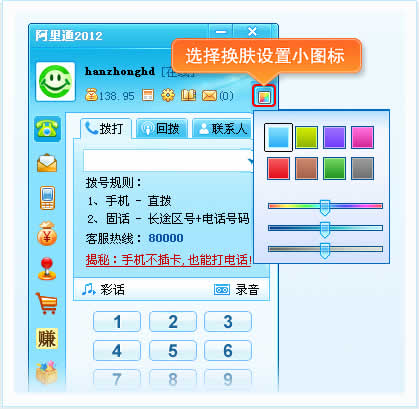 阿里通2012
选择换肤设置小图标
hanzhonghd [在线]
138.95 (0)
拨打 回拨 联系人
拨号规则：
1、手机 - 直拨
2、固话 - 长途区号+电话号码
客服热线：80000
揭秘：手机不插卡,也能打电话!
彩话 录音
赚
1 2 3
4 5 6
7 8 9